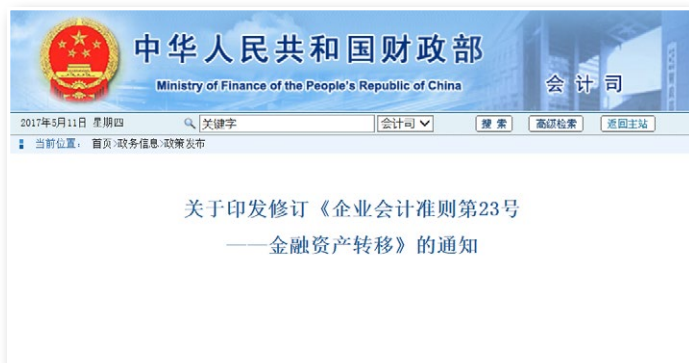 中华人民共和国财政部
Ministry of Finance of the People's Republic of China
会计司
2017年5月11日 星期四 关键字 会计司 搜 索 高级检索 返回主站
当前位置： 首页>政务信息>政策发布
关于印发修订《企业会计准则第23号
——金融资产转移》的通知